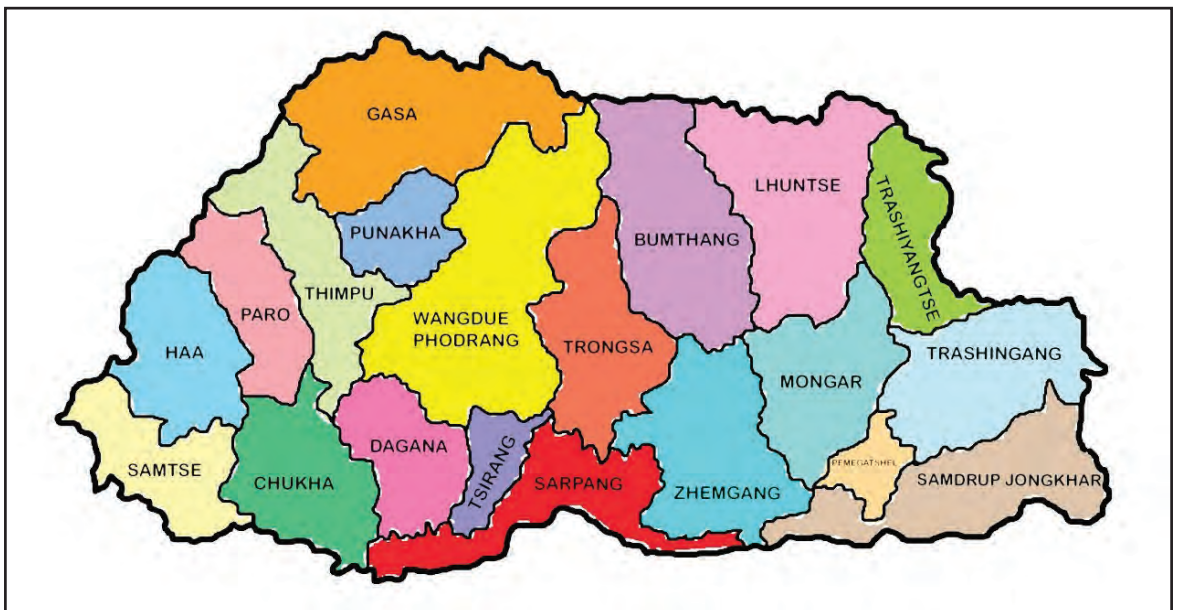 GASA
LHUNTSE
TRASHIYANGTSE
PUNAKHA
BUMTHANG
THIMPU
PARO
WANGDUE
PHODRANG
HAA
TRONGSA
TRASHINGANG
MONGAR
DAGANA
TSIRANG
SAMTSE
CHUKHA
SARPANG
ZHEMGANG
PEMEGATSHEL
SAMDRUP JONGKHAR